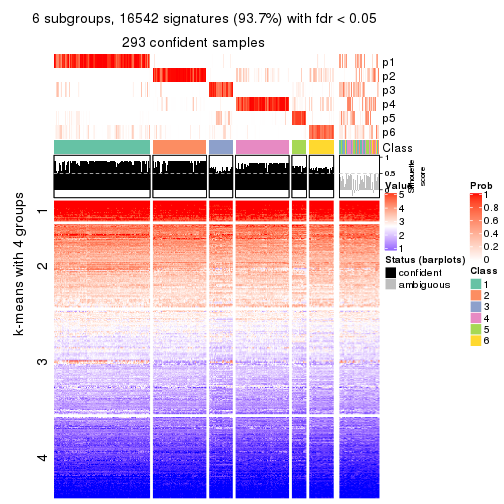 6 subgroups, 16542 signatures (93.7%) with fdr < 0.05
293 confident samples
p1
p2
p3
p4
p5
p6
Class
1
0.5
0
Silhouette
score
k-means with 4 groups
1
2
3
4
Value
5
4
3
2
1
Status (barplots)
confident
ambiguous
Prob
1
0.8
0.6
0.4
0.2
0
Class
1
2
3
4
5
6